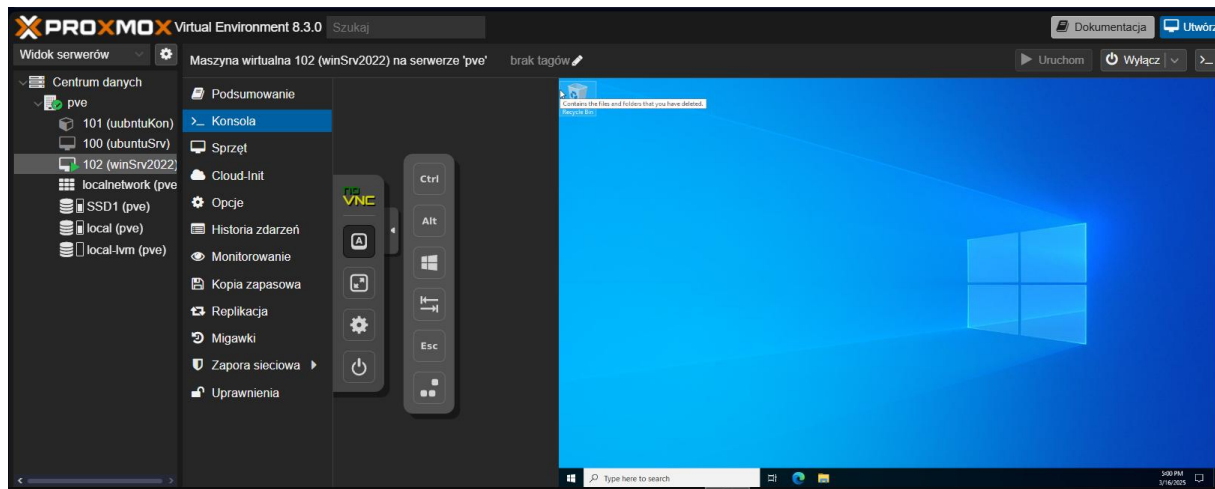 PROXMOX Virtual Environment 8.3.0 Szukaj Dokumentacja Utwórz
Widok serwerów
Maszyna wirtualna 102 (winSrv2022) na serwerze 'pve' brak tagów Uruchom Wyłącz
Centrum danych
pve
101 (uubntuKon)
100 (ubuntuSrv)
102 (winSrv2022)
localnetwork (pve
SSD1 (pve)
local (pve)
local-lvm (pve)
Podsumowanie
Konsola
Sprzęt
Cloud-Init
Opcje
Historia zdarzeń
Monitorowanie
Kopia zapasowa
Replikacja
Migawki
Zapora sieciowa
Uprawnienia
no
VNC
A
Ctrl
Alt
Esc
Contains the files and folders that you have deleted.
Recycle Bin
Type here to search
5:00 PM
3/16/2025